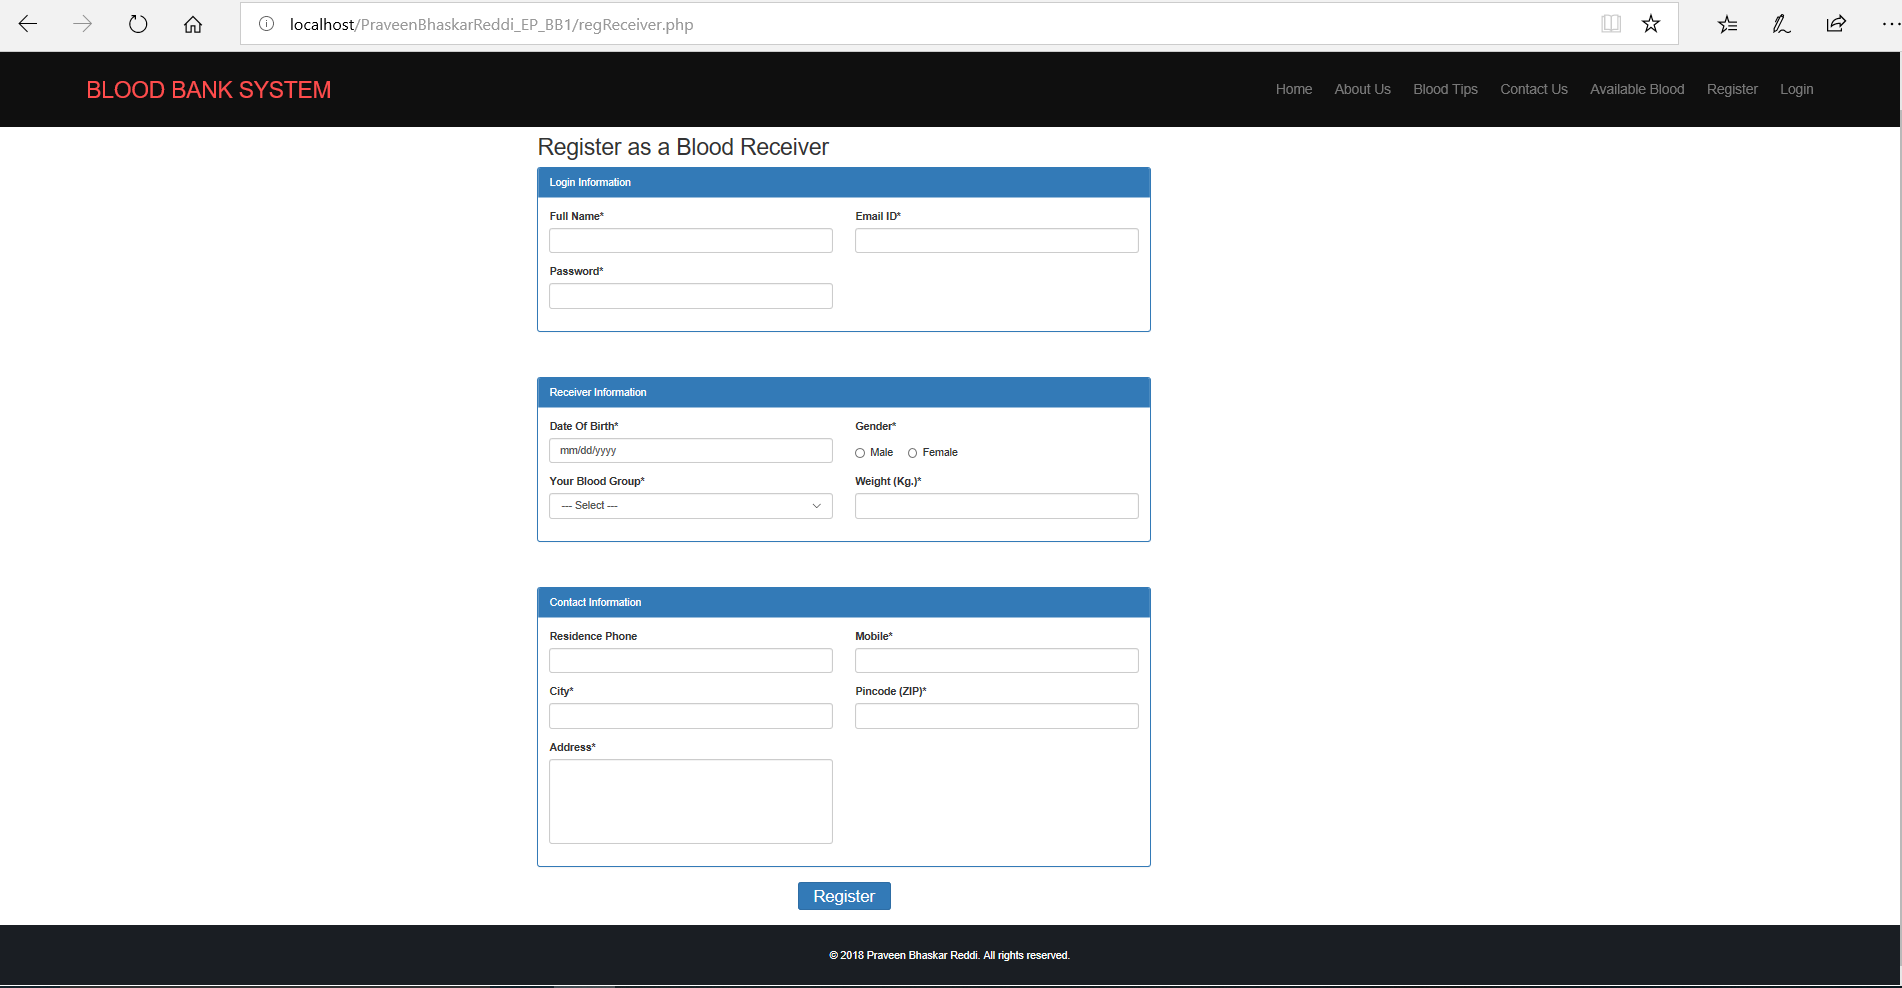 localhost/PraveenBhaskarReddi_EP_BB1/regReceiver.php
BLOOD BANK SYSTEM
Home About Us Blood Tips Contact Us Available Blood Register Login
Register as a Blood Receiver
Login Information
Full Name* Email ID*
Password*
Receiver Information
Date Of Birth* Gender*
mm/dd/yyyy Male Female
Your Blood Group* Weight (Kg.)*
--- Select ---
Contact Information
Residence Phone Mobile*
City* Pincode (ZIP)*
Address*
Register
© 2018 Praveen Bhaskar Reddi. All rights reserved.